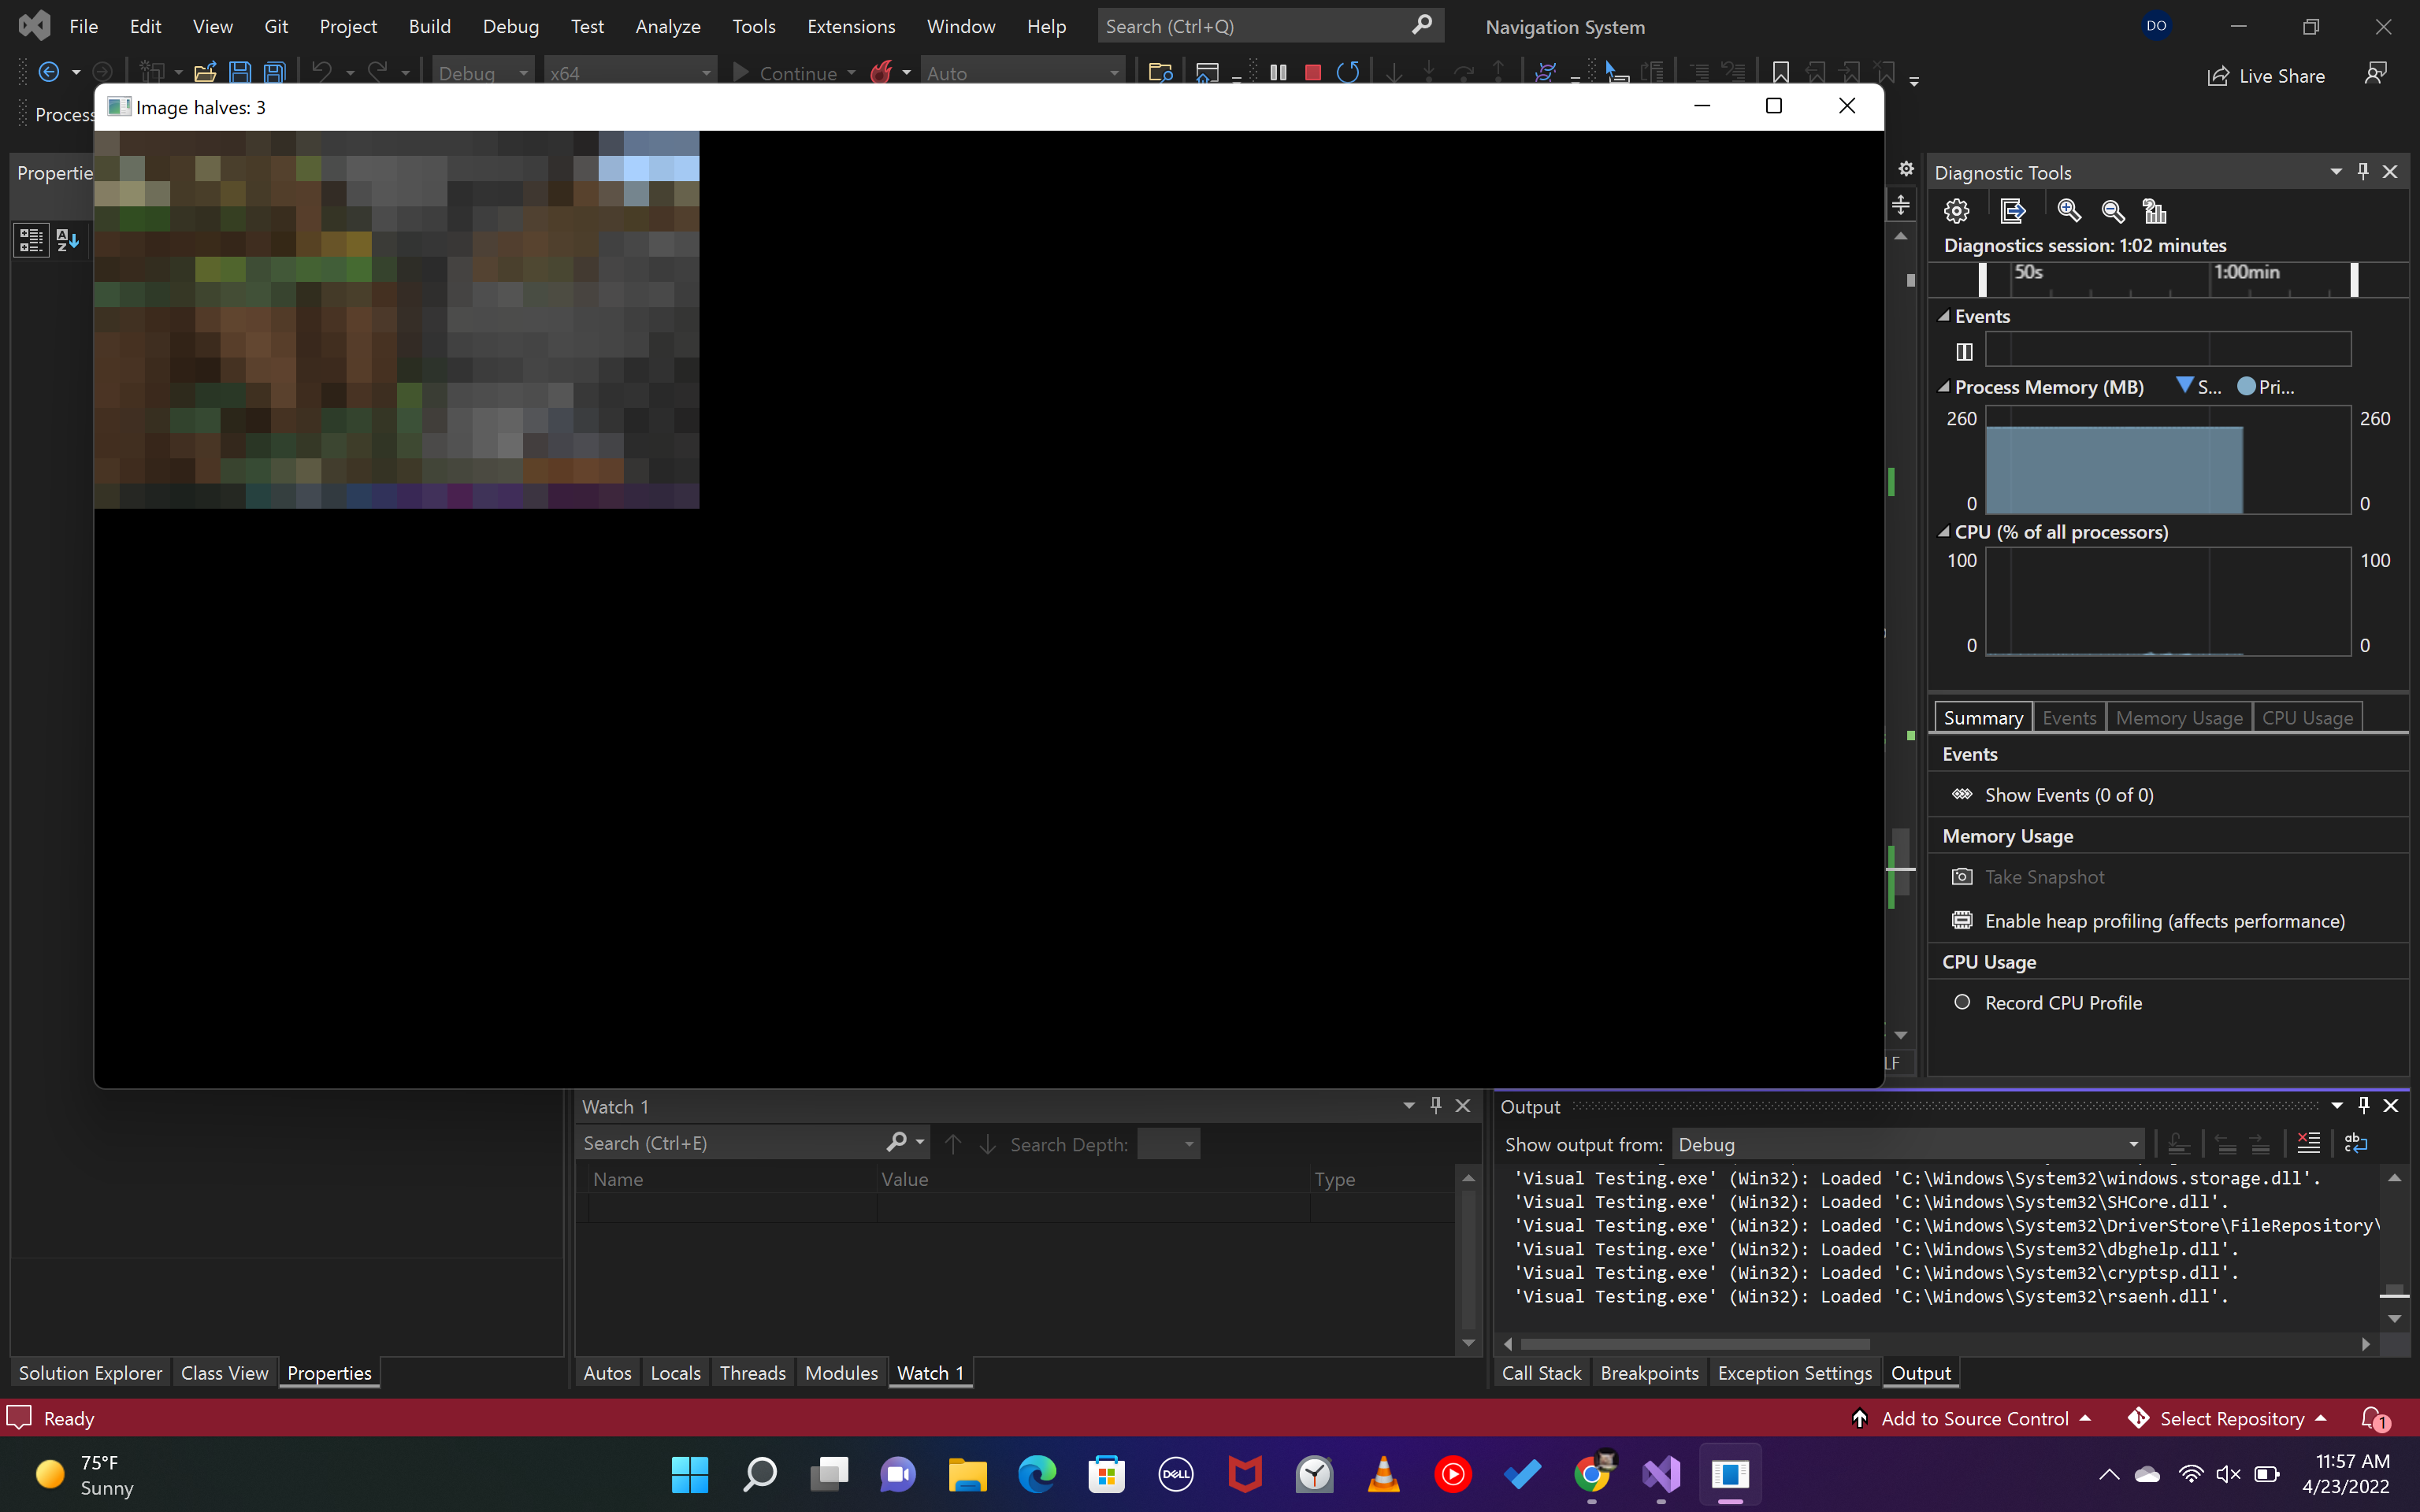 File Edit View Git Project Build Debug Test Analyze Tools Extensions Window Help Search (Ctrl+Q) Navigation System DO
Debug x64 Continue Auto Live Share
Process
Image halves: 3
Propertie
Diagnostic Tools
Diagnostics session: 1:02 minutes
50s 1:00min
Events
Process Memory (MB) S... Pri...
260 260
0 0
CPU (% of all processors)
100 100
0 0
Summary Events Memory Usage CPU Usage
Events
Show Events (0 of 0)
Memory Usage
Take Snapshot
Enable heap profiling (affects performance)
CPU Usage
Record CPU Profile
LF
Watch 1
Search (Ctrl+E) Search Depth:
Name Value Type
Output
Show output from: Debug
'Visual Testing.exe' (Win32): Loaded 'C:\Windows\System32\windows.storage.dll'.
'Visual Testing.exe' (Win32): Loaded 'C:\Windows\System32\SHCore.dll'.
'Visual Testing.exe' (Win32): Loaded 'C:\Windows\System32\DriverStore\FileRepository\
'Visual Testing.exe' (Win32): Loaded 'C:\Windows\System32\dbghelp.dll'.
'Visual Testing.exe' (Win32): Loaded 'C:\Windows\System32\cryptsp.dll'.
'Visual Testing.exe' (Win32): Loaded 'C:\Windows\System32\rsaenh.dll'.
Solution Explorer Class View Properties
Autos Locals Threads Modules Watch 1
Call Stack Breakpoints Exception Settings Output
Ready Add to Source Control Select Repository 1
75°F
Sunny
DELL
11:57 AM
4/23/2022